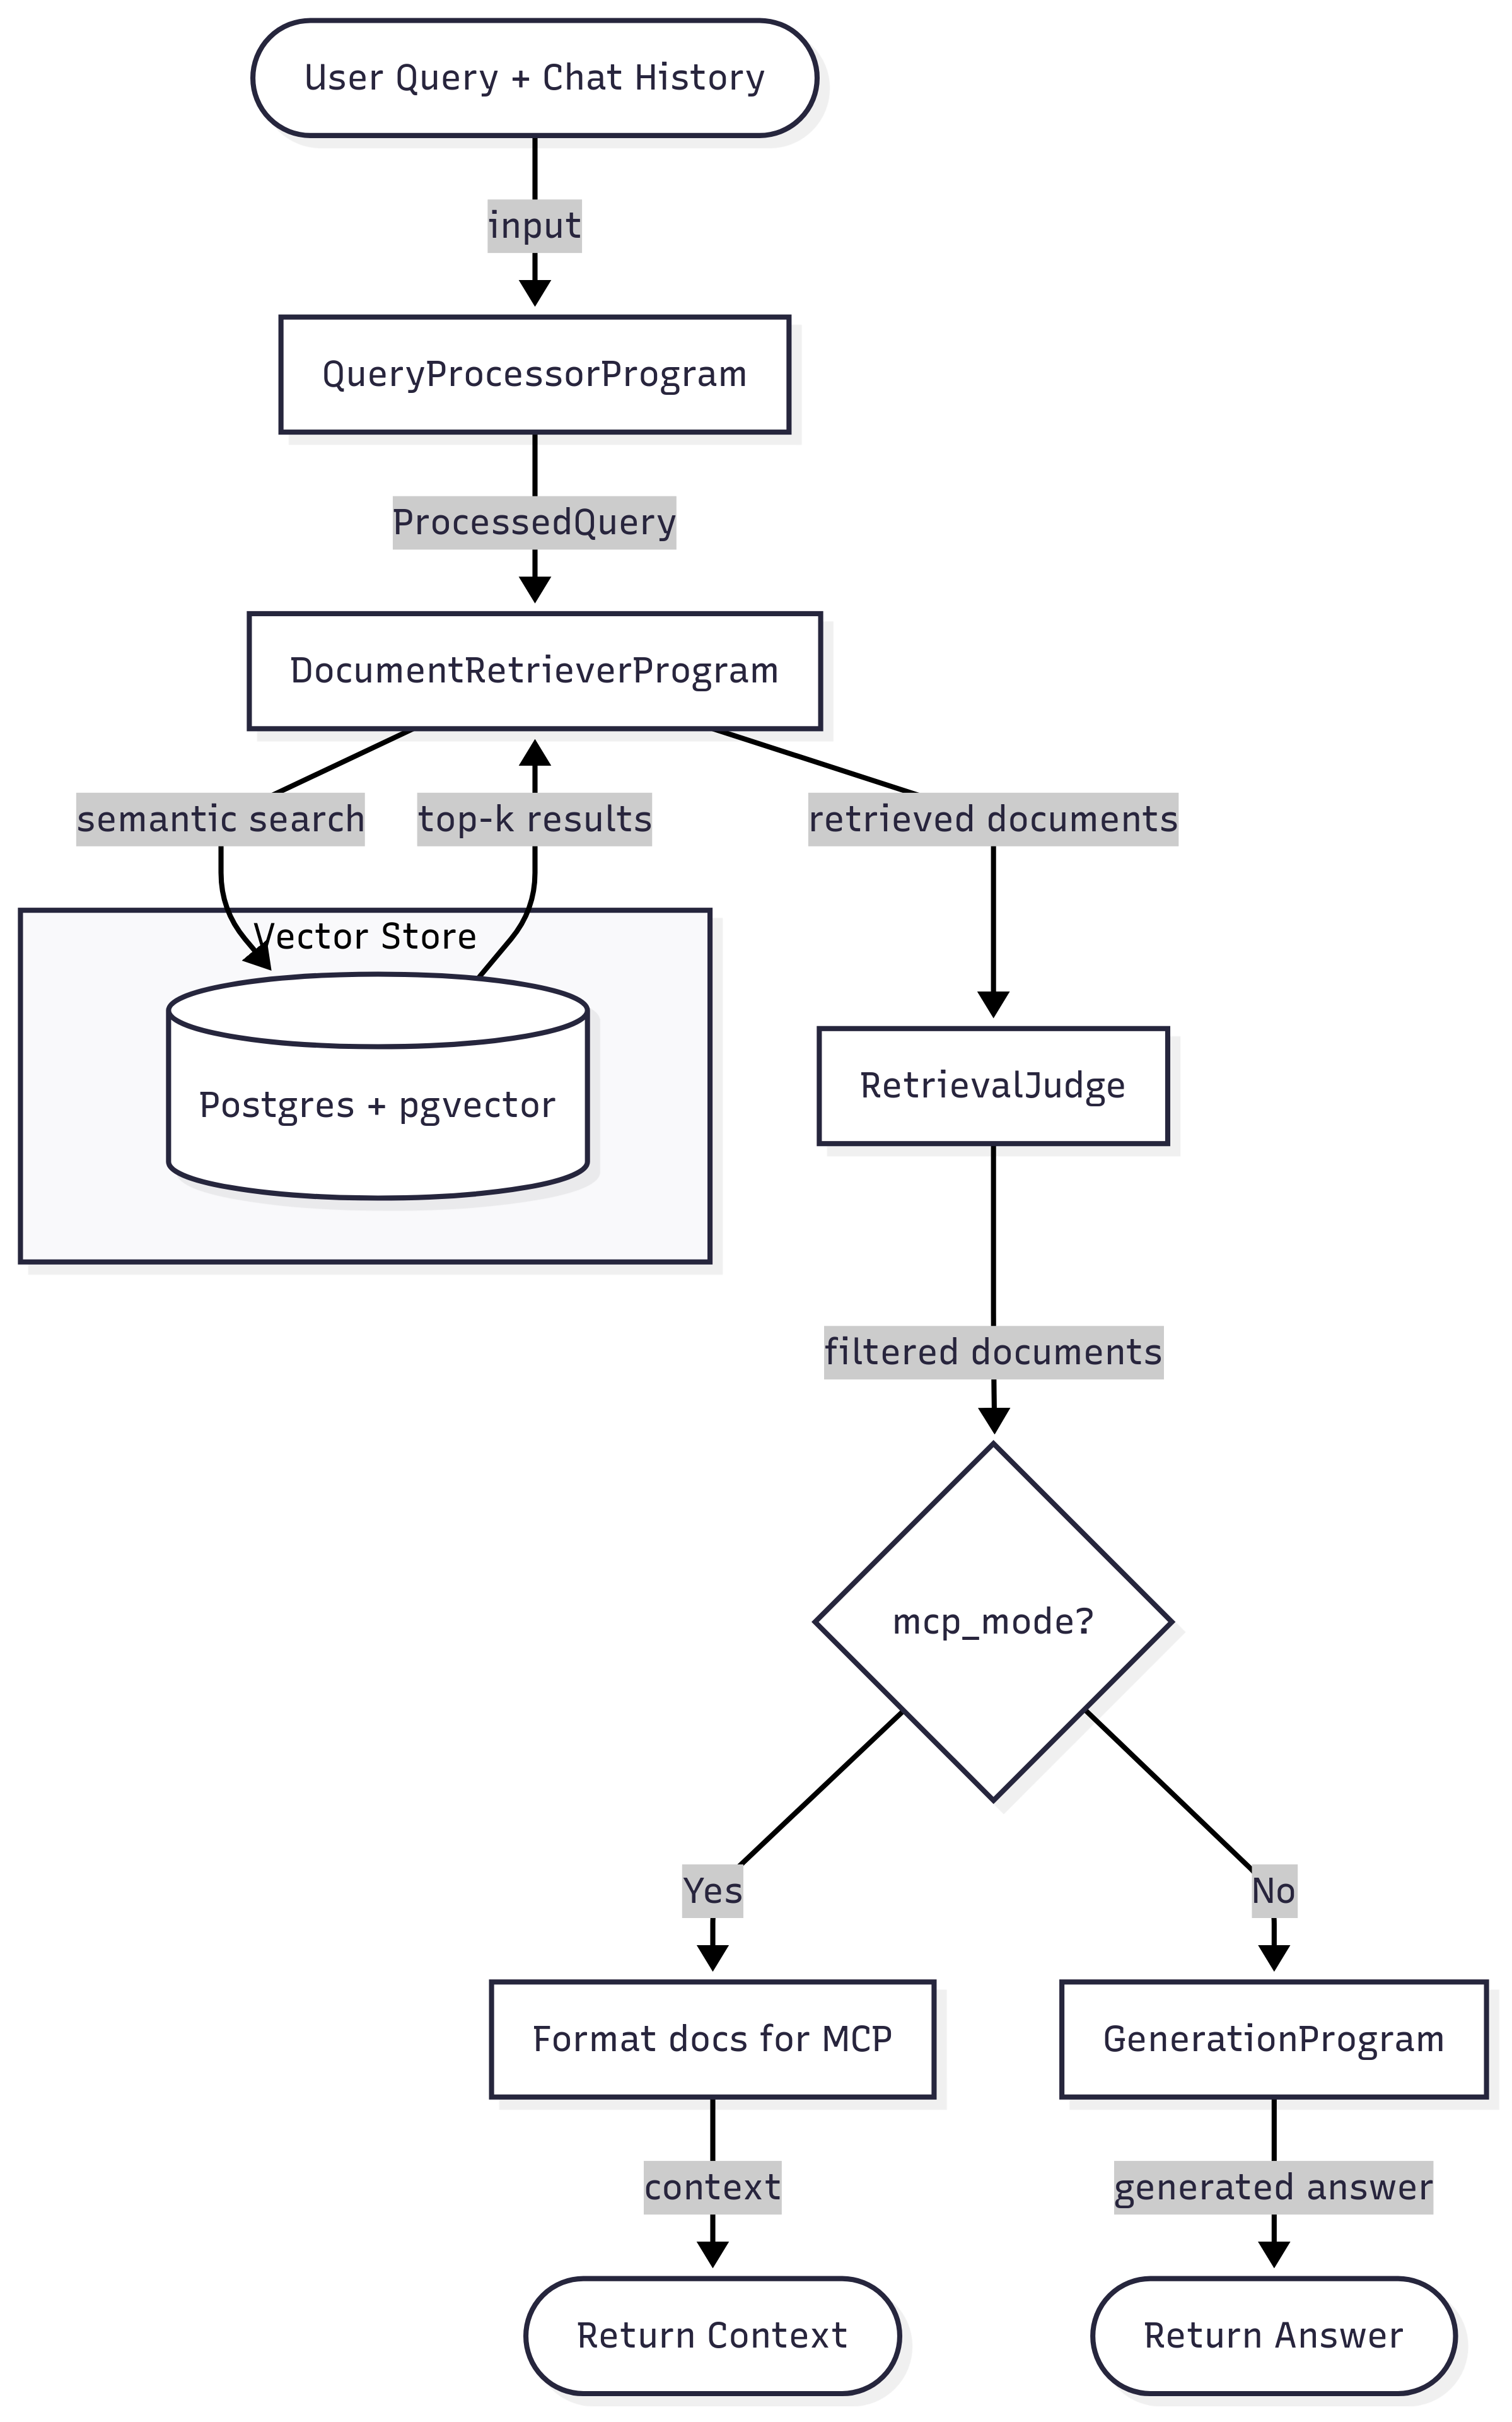 User Query + Chat History
input
QueryProcessorProgram
ProcessedQuery
DocumentRetrieverProgram
semantic search
top-k results
retrieved documents
Vector Store
Postgres + pgvector
RetrievalJudge
filtered documents
mcp_mode?
Yes
No
Format docs for MCP
GenerationProgram
context
generated answer
Return Context
Return Answer